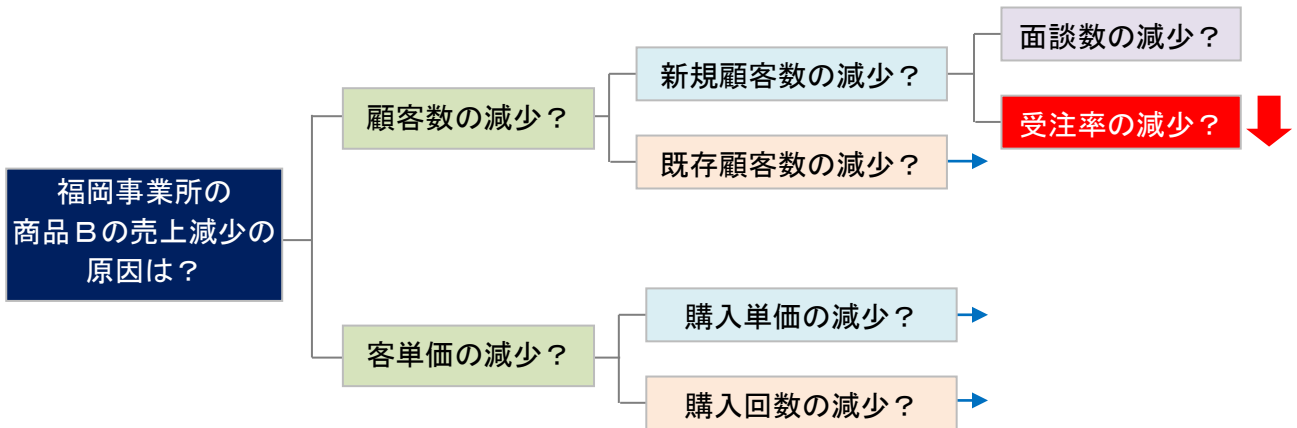 福岡事業所の
商品Ｂの売上減少の
原因は？
顧客数の減少？
新規顧客数の減少？
面談数の減少？
受注率の減少？
既存顧客数の減少？
客単価の減少？
購入単価の減少？
購入回数の減少？